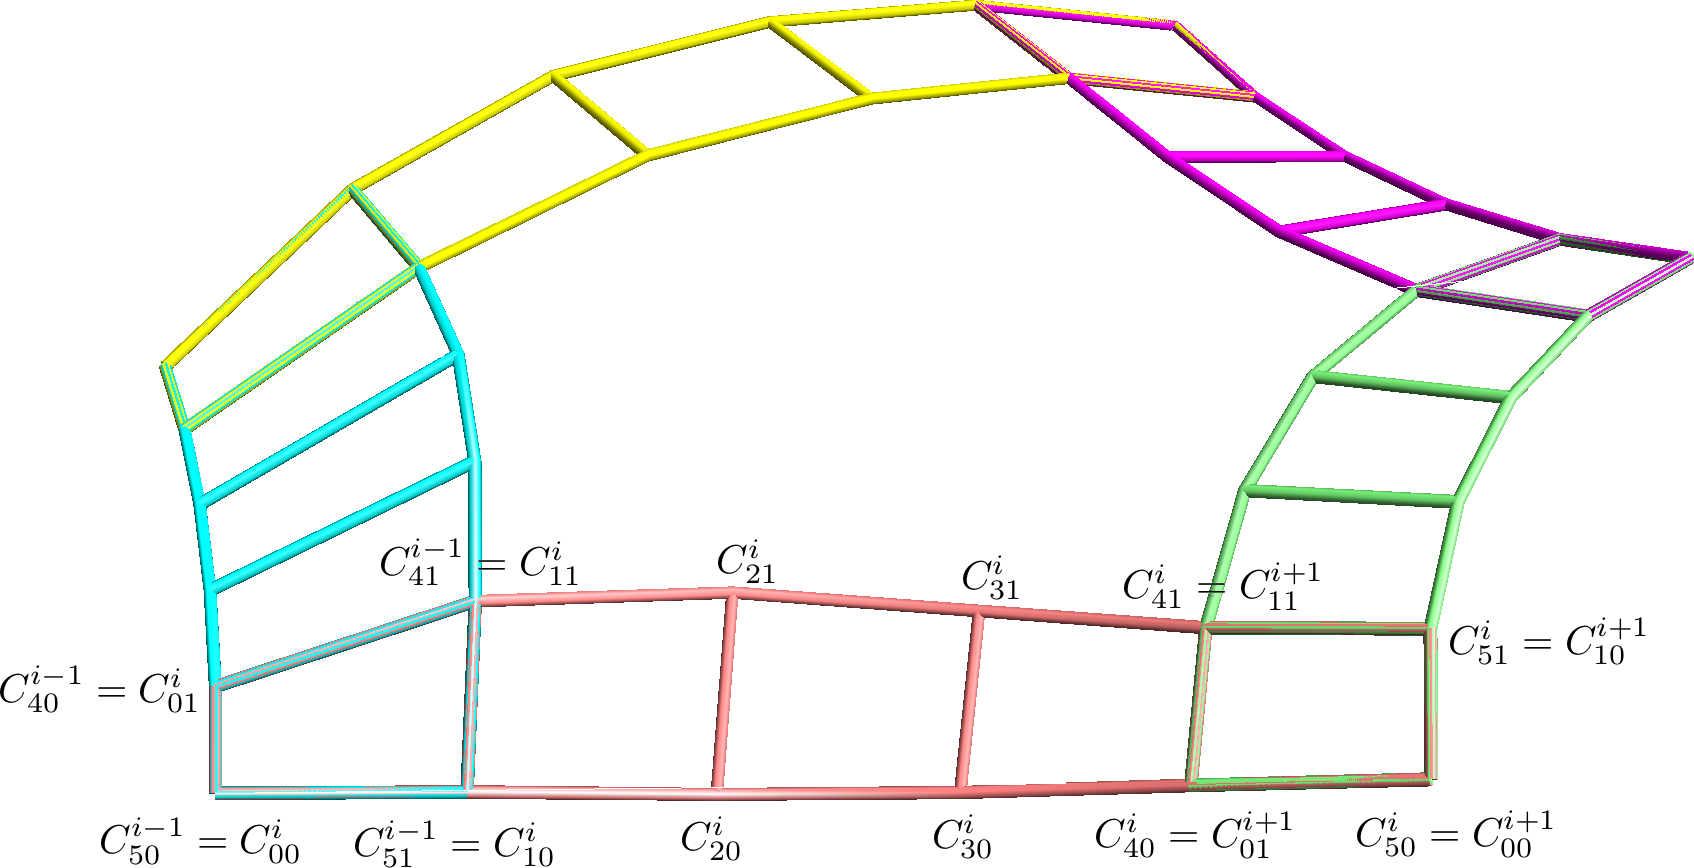 $C_{41}^{i-1} = C_{11}^{i}$
$C_{21}^{i}$
$C_{31}^{i}$
$C_{41}^{i} = C_{11}^{i+1}$
$C_{51}^{i} = C_{10}^{i+1}$
$C_{40}^{i-1} = C_{01}^{i}$
$C_{50}^{i-1} = C_{00}^{i}$
$C_{51}^{i-1} = C_{10}^{i}$
$C_{20}^{i}$
$C_{30}^{i}$
$C_{40}^{i} = C_{01}^{i+1}$
$C_{50}^{i} = C_{00}^{i+1}$